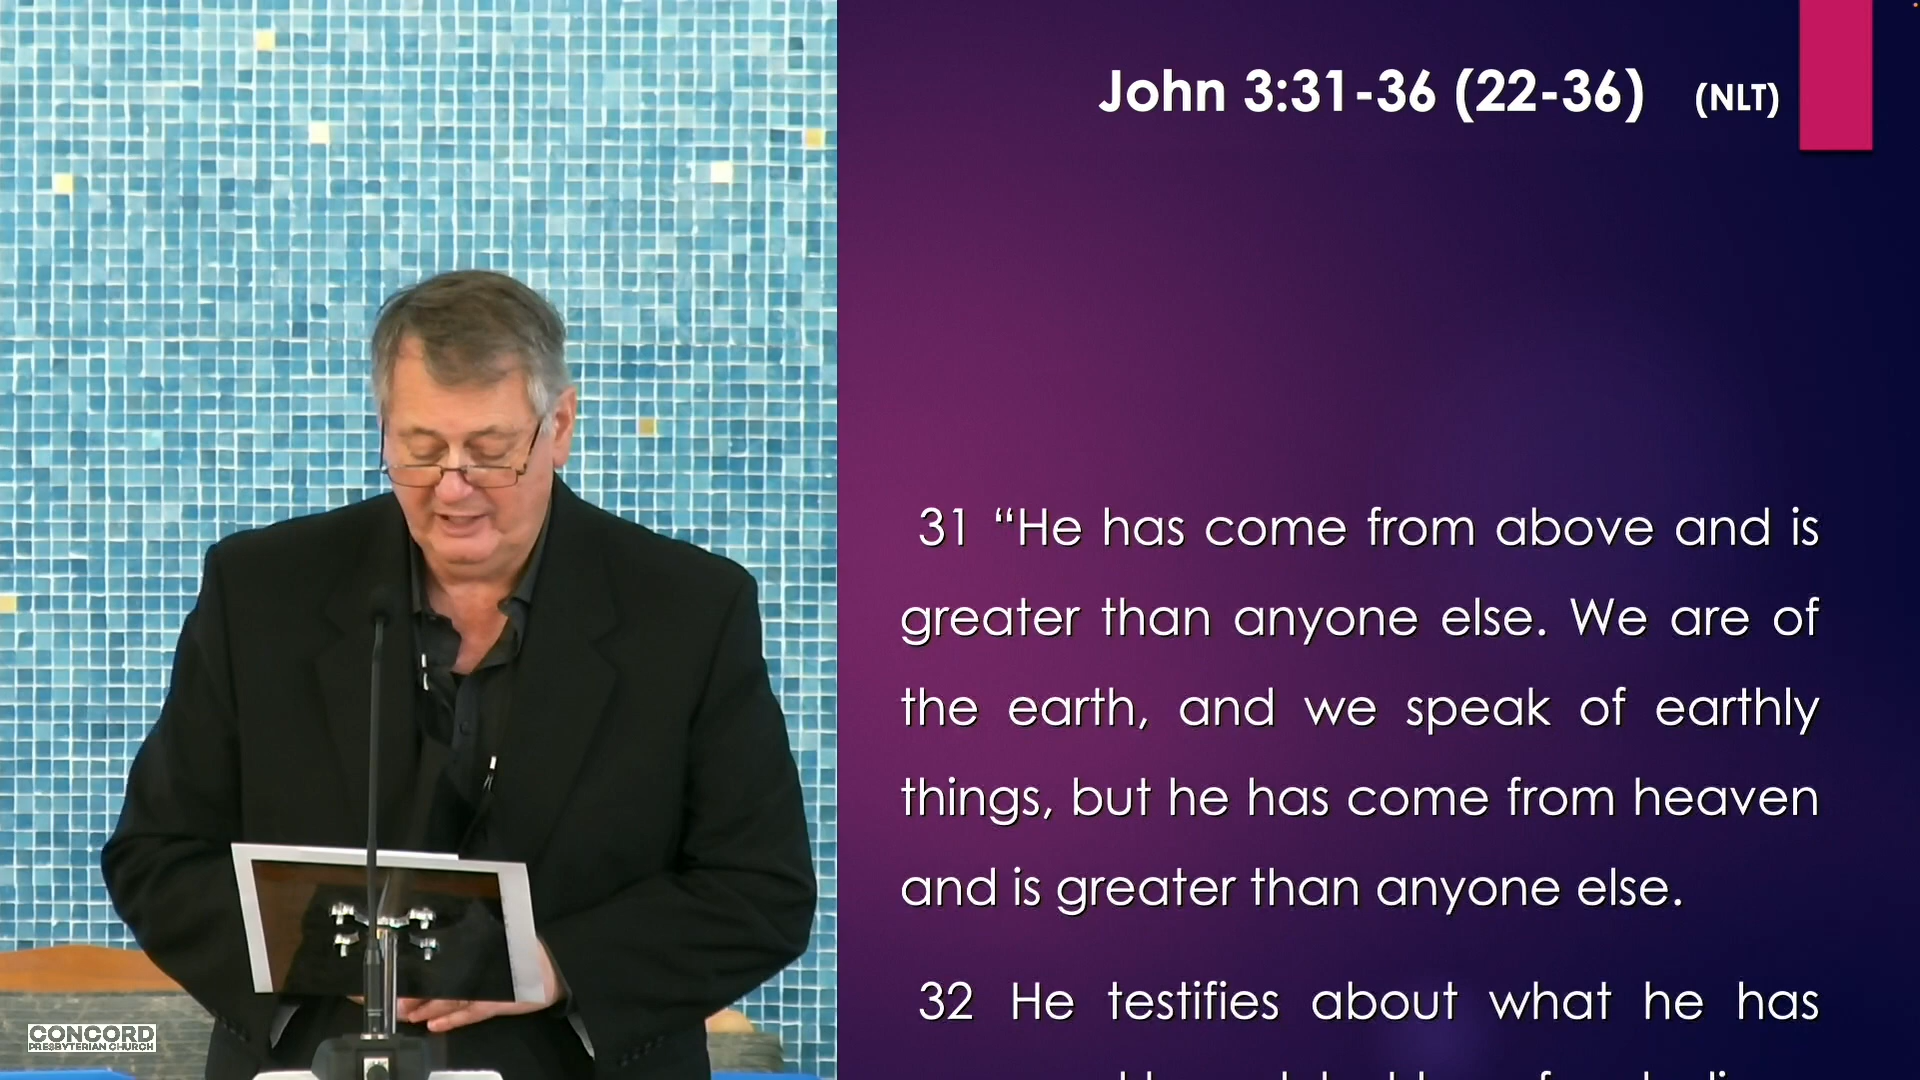 John 3:31-36 (22-36) (NLT)
31 “He has come from above and is
greater than anyone else. We are of
the earth, and we speak of earthly
things, but he has come from heaven
and is greater than anyone else.
32 He testifies about what he has
CONCORD
PRESBYTERIAN CHURCH